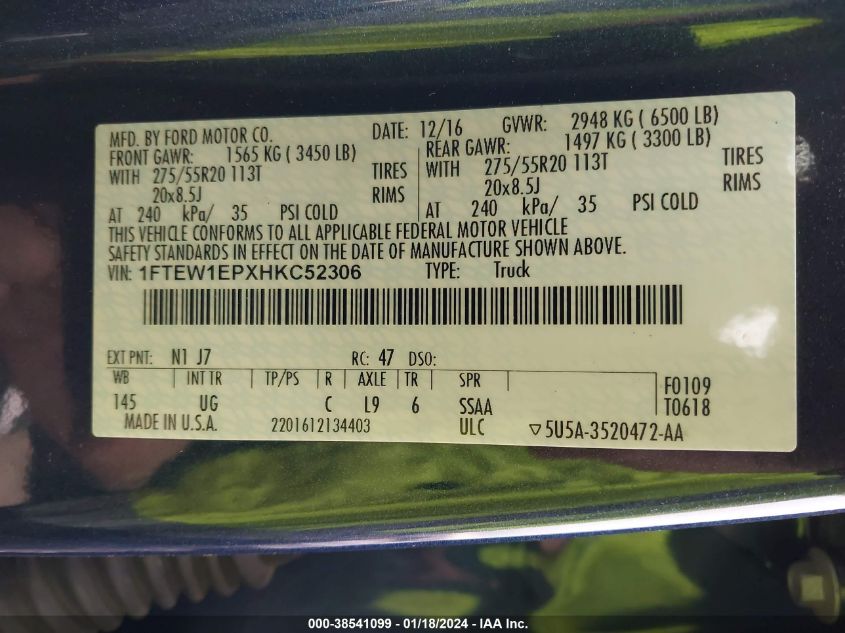 MFD. BY FORD MOTOR CO. DATE: 12/16 GVWR: 2948 KG ( 6500 LB)
FRONT GAWR: 1565 KG ( 3450 LB) REAR GAWR: 1497 KG ( 3300 LB)
WITH 275/55R20 113T TIRES WITH 275/55R20 113T TIRES
20x8.5J RIMS 20x8.5J RIMS
AT 240 kPa/ 35 PSI COLD AT 240 kPa/ 35 PSI COLD
THIS VEHICLE CONFORMS TO ALL APPLICABLE FEDERAL MOTOR VEHICLE
SAFETY STANDARDS IN EFFECT ON THE DATE OF MANUFACTURE SHOWN ABOVE.
VIN: 1FTEW1EPXHKC52306 TYPE: Truck
EXT PNT: N1 J7 RC: 47 DSO:
WB INT TR TP/PS R AXLE TR SPR F0109
145 UG C L9 6 SSAA T0618
MADE IN U.S.A. 2201612134403 ULC ▽5U5A-3520472-AA
000-38541099 - 01/18/2024 - IAA Inc.